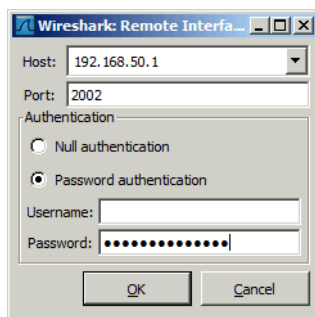 Wireshark: Remote Interfa...
Host: 192.168.50.1
Port: 2002
Authentication
Null authentication
Password authentication
Username:
Password: ●●●●●●●●●●●●●●
OK Cancel